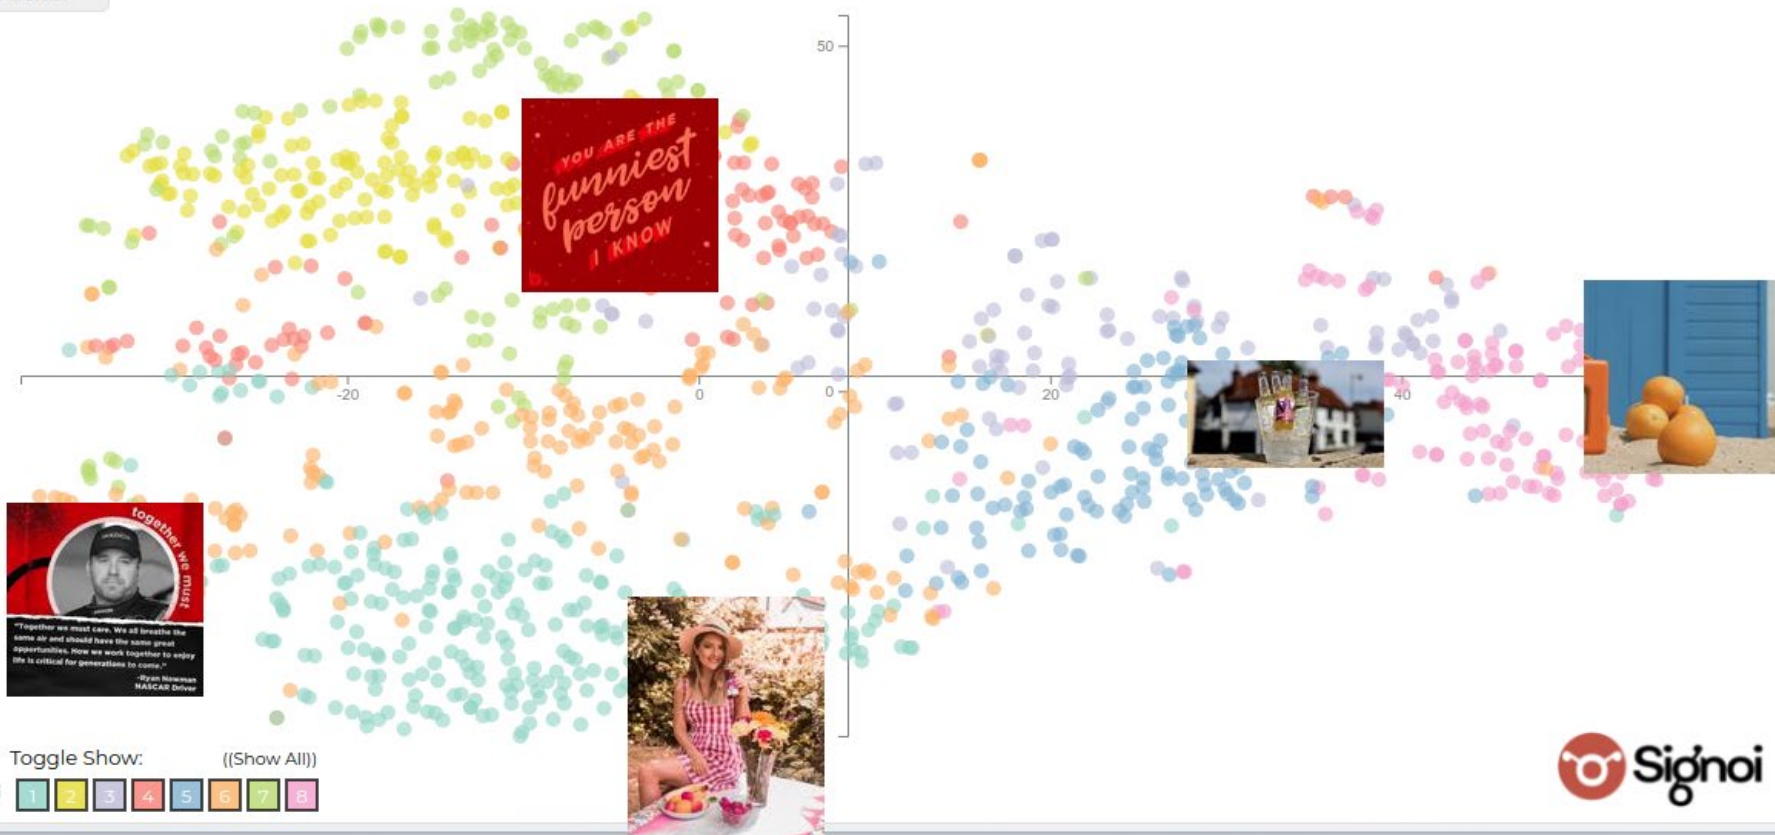 50
YOU ARE THE
funniest
person
I KNOW
-20
0
0
20
40
together we must
"Together we must care. We all breathe the
same air and should have the same great
opportunities. How we work together to enjoy
life is critical for generations to come."
-Ryan Newman
NASCAR Driver
Toggle Show:
((Show All))
1 2 3 4 5 6 7 8
Signoi